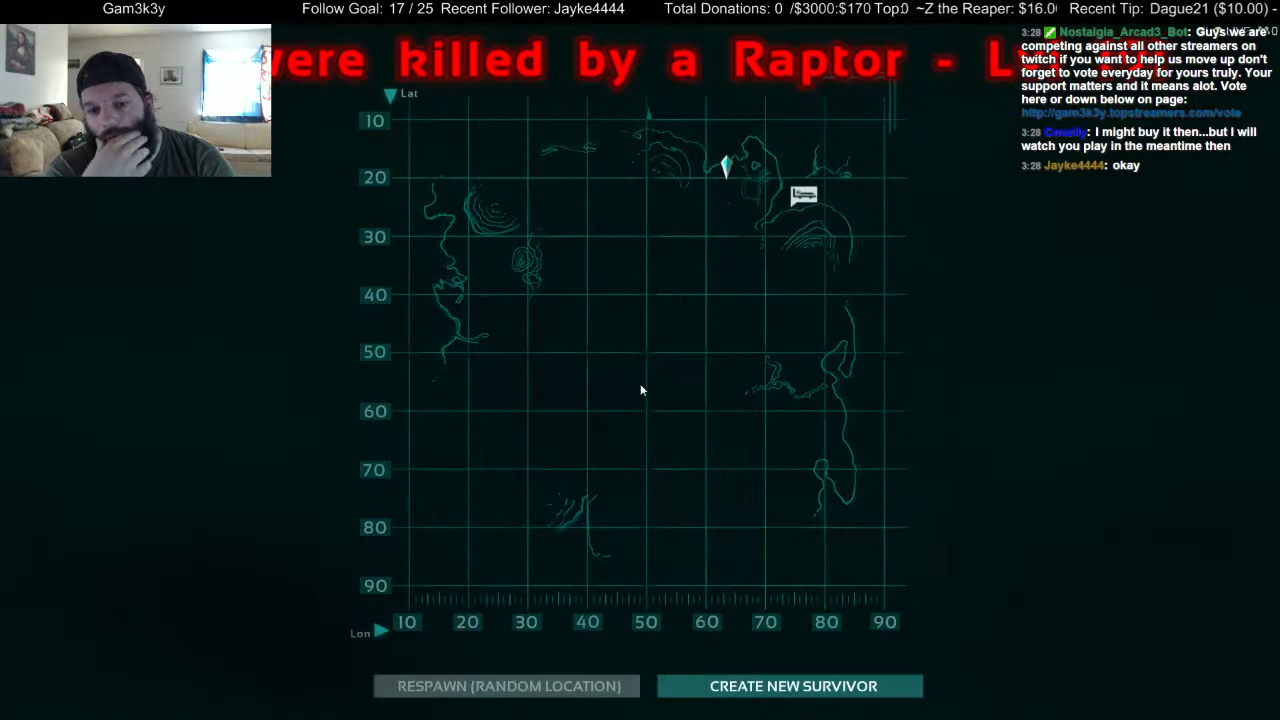 Gam3k3y
Follow Goal: 17 / 25 Recent Follower: Jayke4444
Total Donations: 0 /$3000:$170 Top:
~Z the Reaper: $16.0
Recent Tip: Dague21 ($10.00) -
were killed by a Raptor -
3:28 Nostalgia_Arcad3_Bot: Guys we are
competing against all other streamers on
twitch if you want to help us move up don't
forget to vote everyday for yours truly. Your
support matters and it means alot. Vote
here or down below on page:
http://gam3k3y.topstreamers.com/vote
3:28 I might buy it then...but I will
watch you play in the meantime then
3:28 Jayke4444: okay
Lat
10
20
30
40
50
60
70
80
90
Lon
10 20 30 40 50 60 70 80 90
RESPAWN (RANDOM LOCATION)
CREATE NEW SURVIVOR